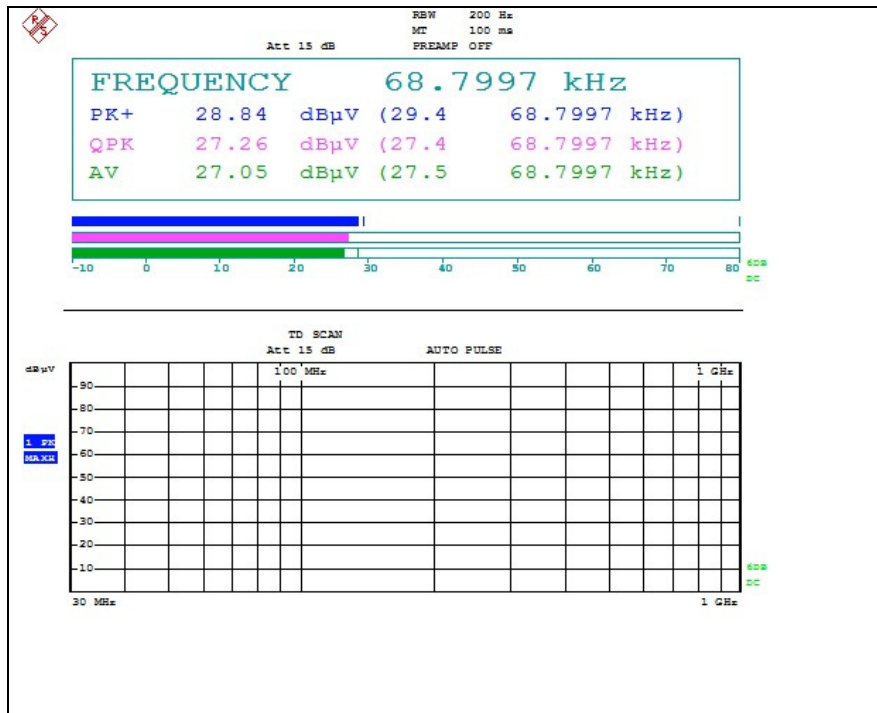 RBW 200 Hz
MT 100 ms
Att 15 dB PREAMP OFF
FREQUENCY 68.7997 kHz
PK+ 28.84 dBµV (29.4 68.7997 kHz)
QPK 27.26 dBµV (27.4 68.7997 kHz)
AV 27.05 dBµV (27.5 68.7997 kHz)
-10 0 10 20 30 40 50 60 70 80 6DB
DC
TD SCAN
Att 15 dB AUTO PULSE
dBµV 100 MHz 1 GHz
90
80
70
1 PK
MAXH 60
50
40
30
20
10 6DB
DC
30 MHz 1 GHz